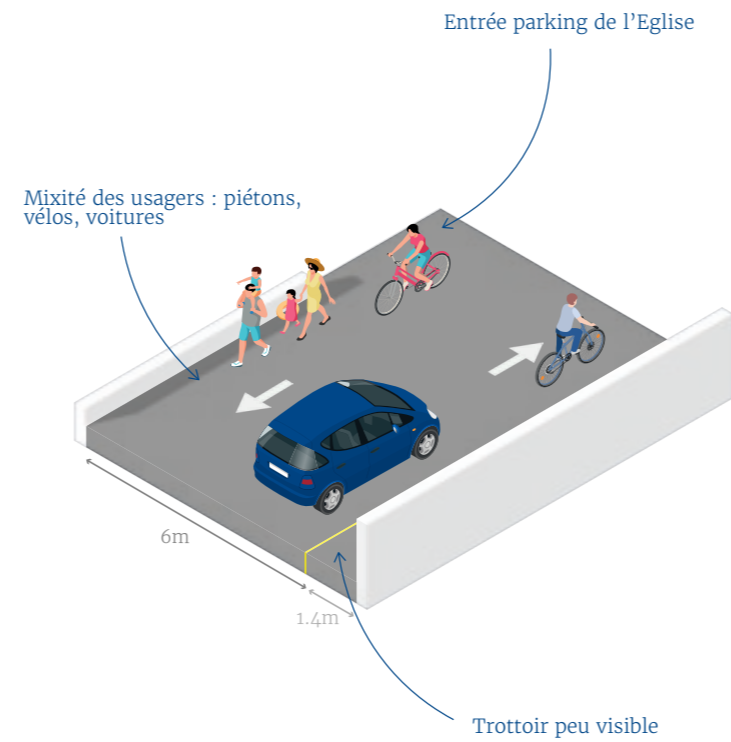 Entrée parking de l’Eglise
Mixité des usagers : piétons,
vélos, voitures
6m
1.4m
Trottoir peu visible